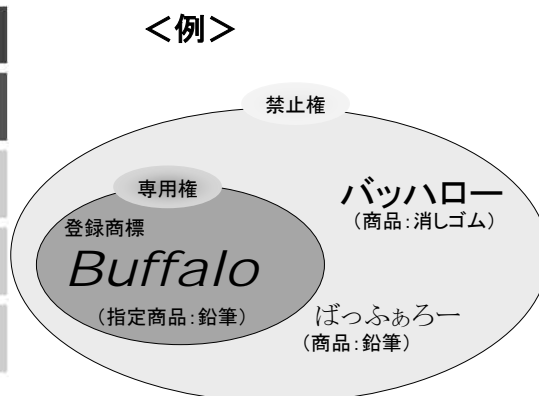 ＜例＞
禁止権
専用権
登録商標
Buffalo
（指定商品：鉛筆）
バッハロー
（商品：消しゴム）
ばっふぁろー
（商品：鉛筆）